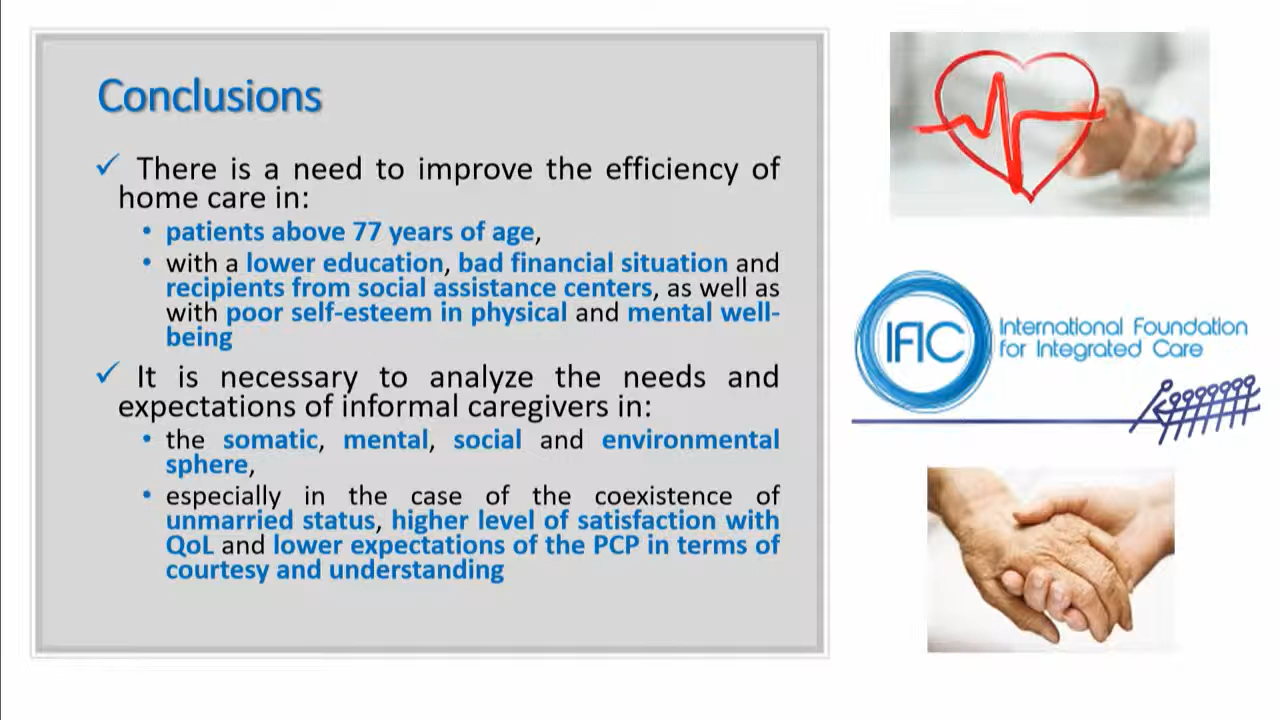 Conclusions
✓ There is a need to improve the efficiency of
home care in:
• patients above 77 years of age,
• with a lower education, bad financial situation and
recipients from social assistance centers, as well as
with poor self-esteem in physical and mental well-
being
✓ It is necessary to analyze the needs and
expectations of informal caregivers in:
• the somatic, mental, social and environmental
sphere,
• especially in the case of the coexistence of
unmarried status, higher level of satisfaction with
QoL and lower expectations of the PCP in terms of
courtesy and understanding
IFIC
International Foundation
for Integrated Care